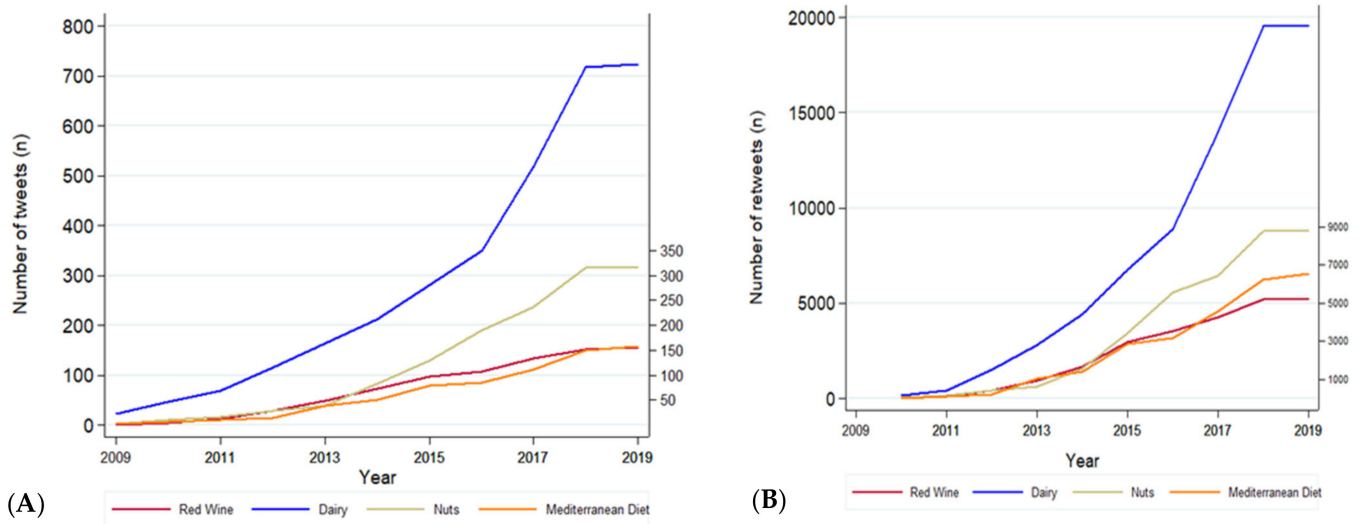 800
700
600
500
400
300
200
100
0
Number of tweets (n)
350
300
250
200
150
100
50
2009 2011 2013 2015 2017 2019
Year
(A)
Red Wine Dairy Nuts Mediterranean Diet
20000
15000
10000
5000
0
Number of retweets (n)
9000
7000
5000
3000
1000
2009 2011 2013 2015 2017 2019
Year
(B)
Red Wine Dairy Nuts Mediterranean Diet